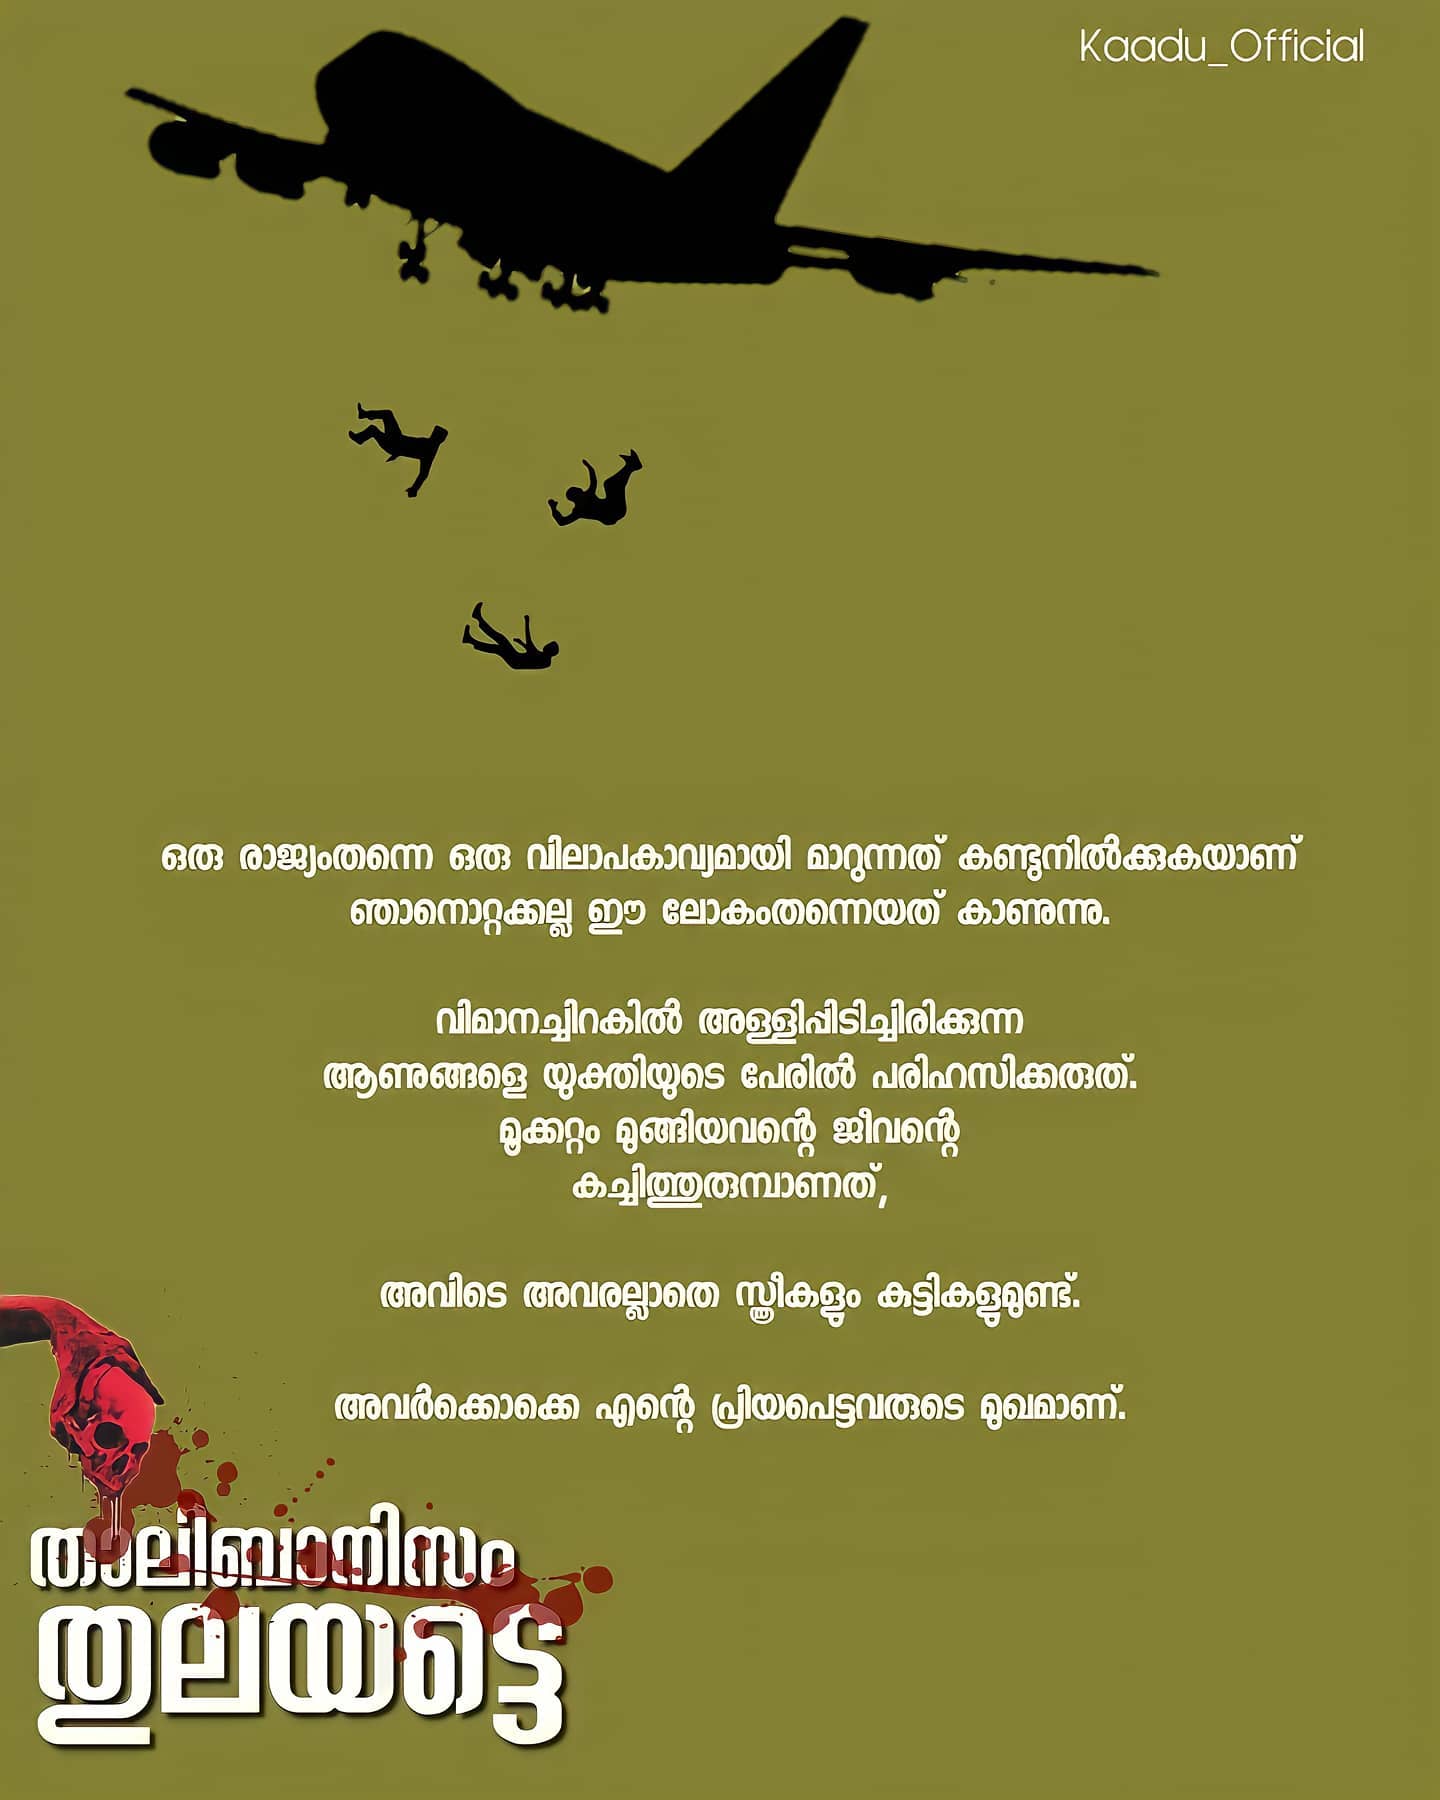 Kaadu_Official
ഒരു രാജ്യംതന്നെ ഒരു വിലാപകാവ്യമായി മാറുന്നത് കണ്ടുനിൽക്കുകയാണ്
ഞാനൊറ്റക്കല്ല ഈ ലോകംതന്നെയത് കാണുന്നു.
വിമാനച്ചിറകിൽ അള്ളിപ്പിടിച്ചിരിക്കുന്ന
ആണുങ്ങളെ യുക്തിയുടെ പേരിൽ പരിഹസിക്കരുത്.
മൂക്കറ്റം മുങ്ങിയവന്റെ ജീവന്റെ
കച്ചിത്തുരുമ്പാണത്,
അവിടെ അവരല്ലാതെ സ്ത്രീകളും കുട്ടികളുമുണ്ട്.
അവർക്കൊക്കെ എന്റെ പ്രിയപെട്ടവരുടെ മുഖമാണ്.
താലിബാനിസം
തുലയട്ടെ